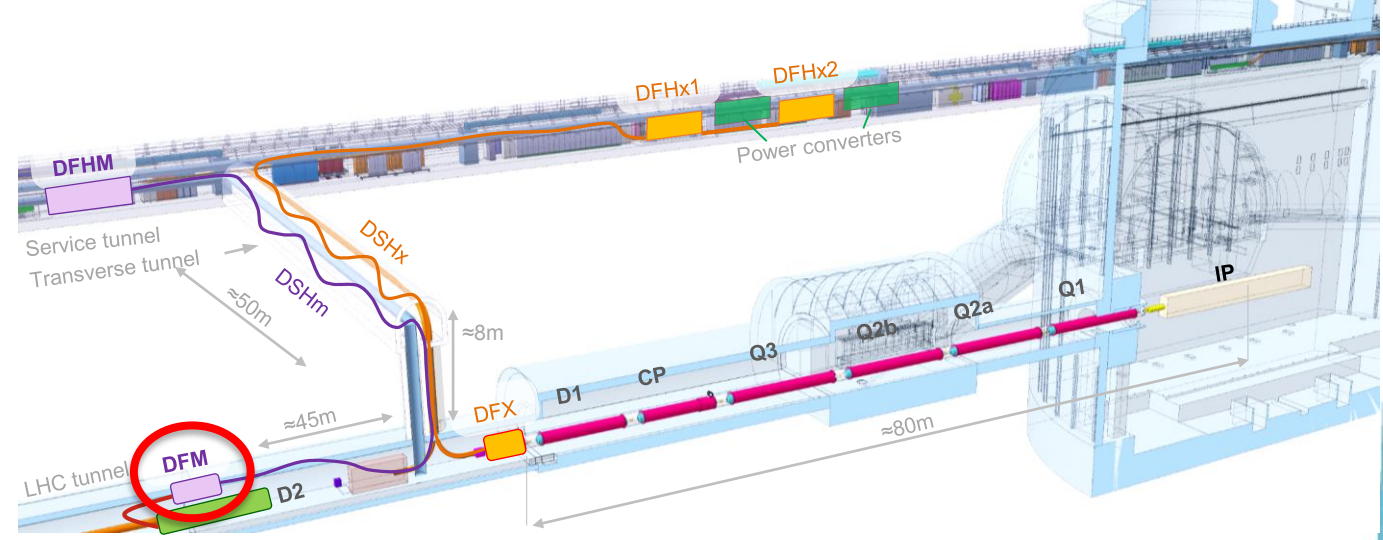 DFHx1
DFHx2
Power converters
DFHM
Service tunnel
Transverse tunnel
DSHx
DSHm
≈50m
≈8m
IP
Q1
Q2a
Q2b
Q3
CP
D1
DFX
≈45m
≈80m
DFM
LHC tunnel
D2